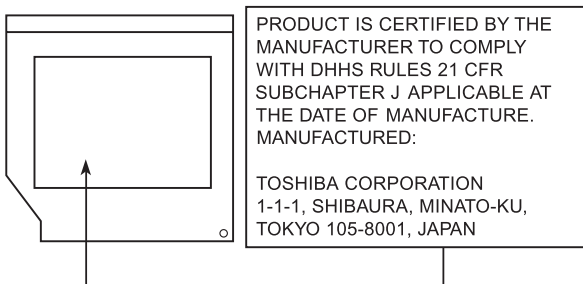 PRODUCT IS CERTIFIED BY THE
MANUFACTURER TO COMPLY
WITH DHHS RULES 21 CFR
SUBCHAPTER J APPLICABLE AT
THE DATE OF MANUFACTURE.
MANUFACTURED:
TOSHIBA CORPORATION
1-1-1, SHIBAURA, MINATO-KU,
TOKYO 105-8001, JAPAN